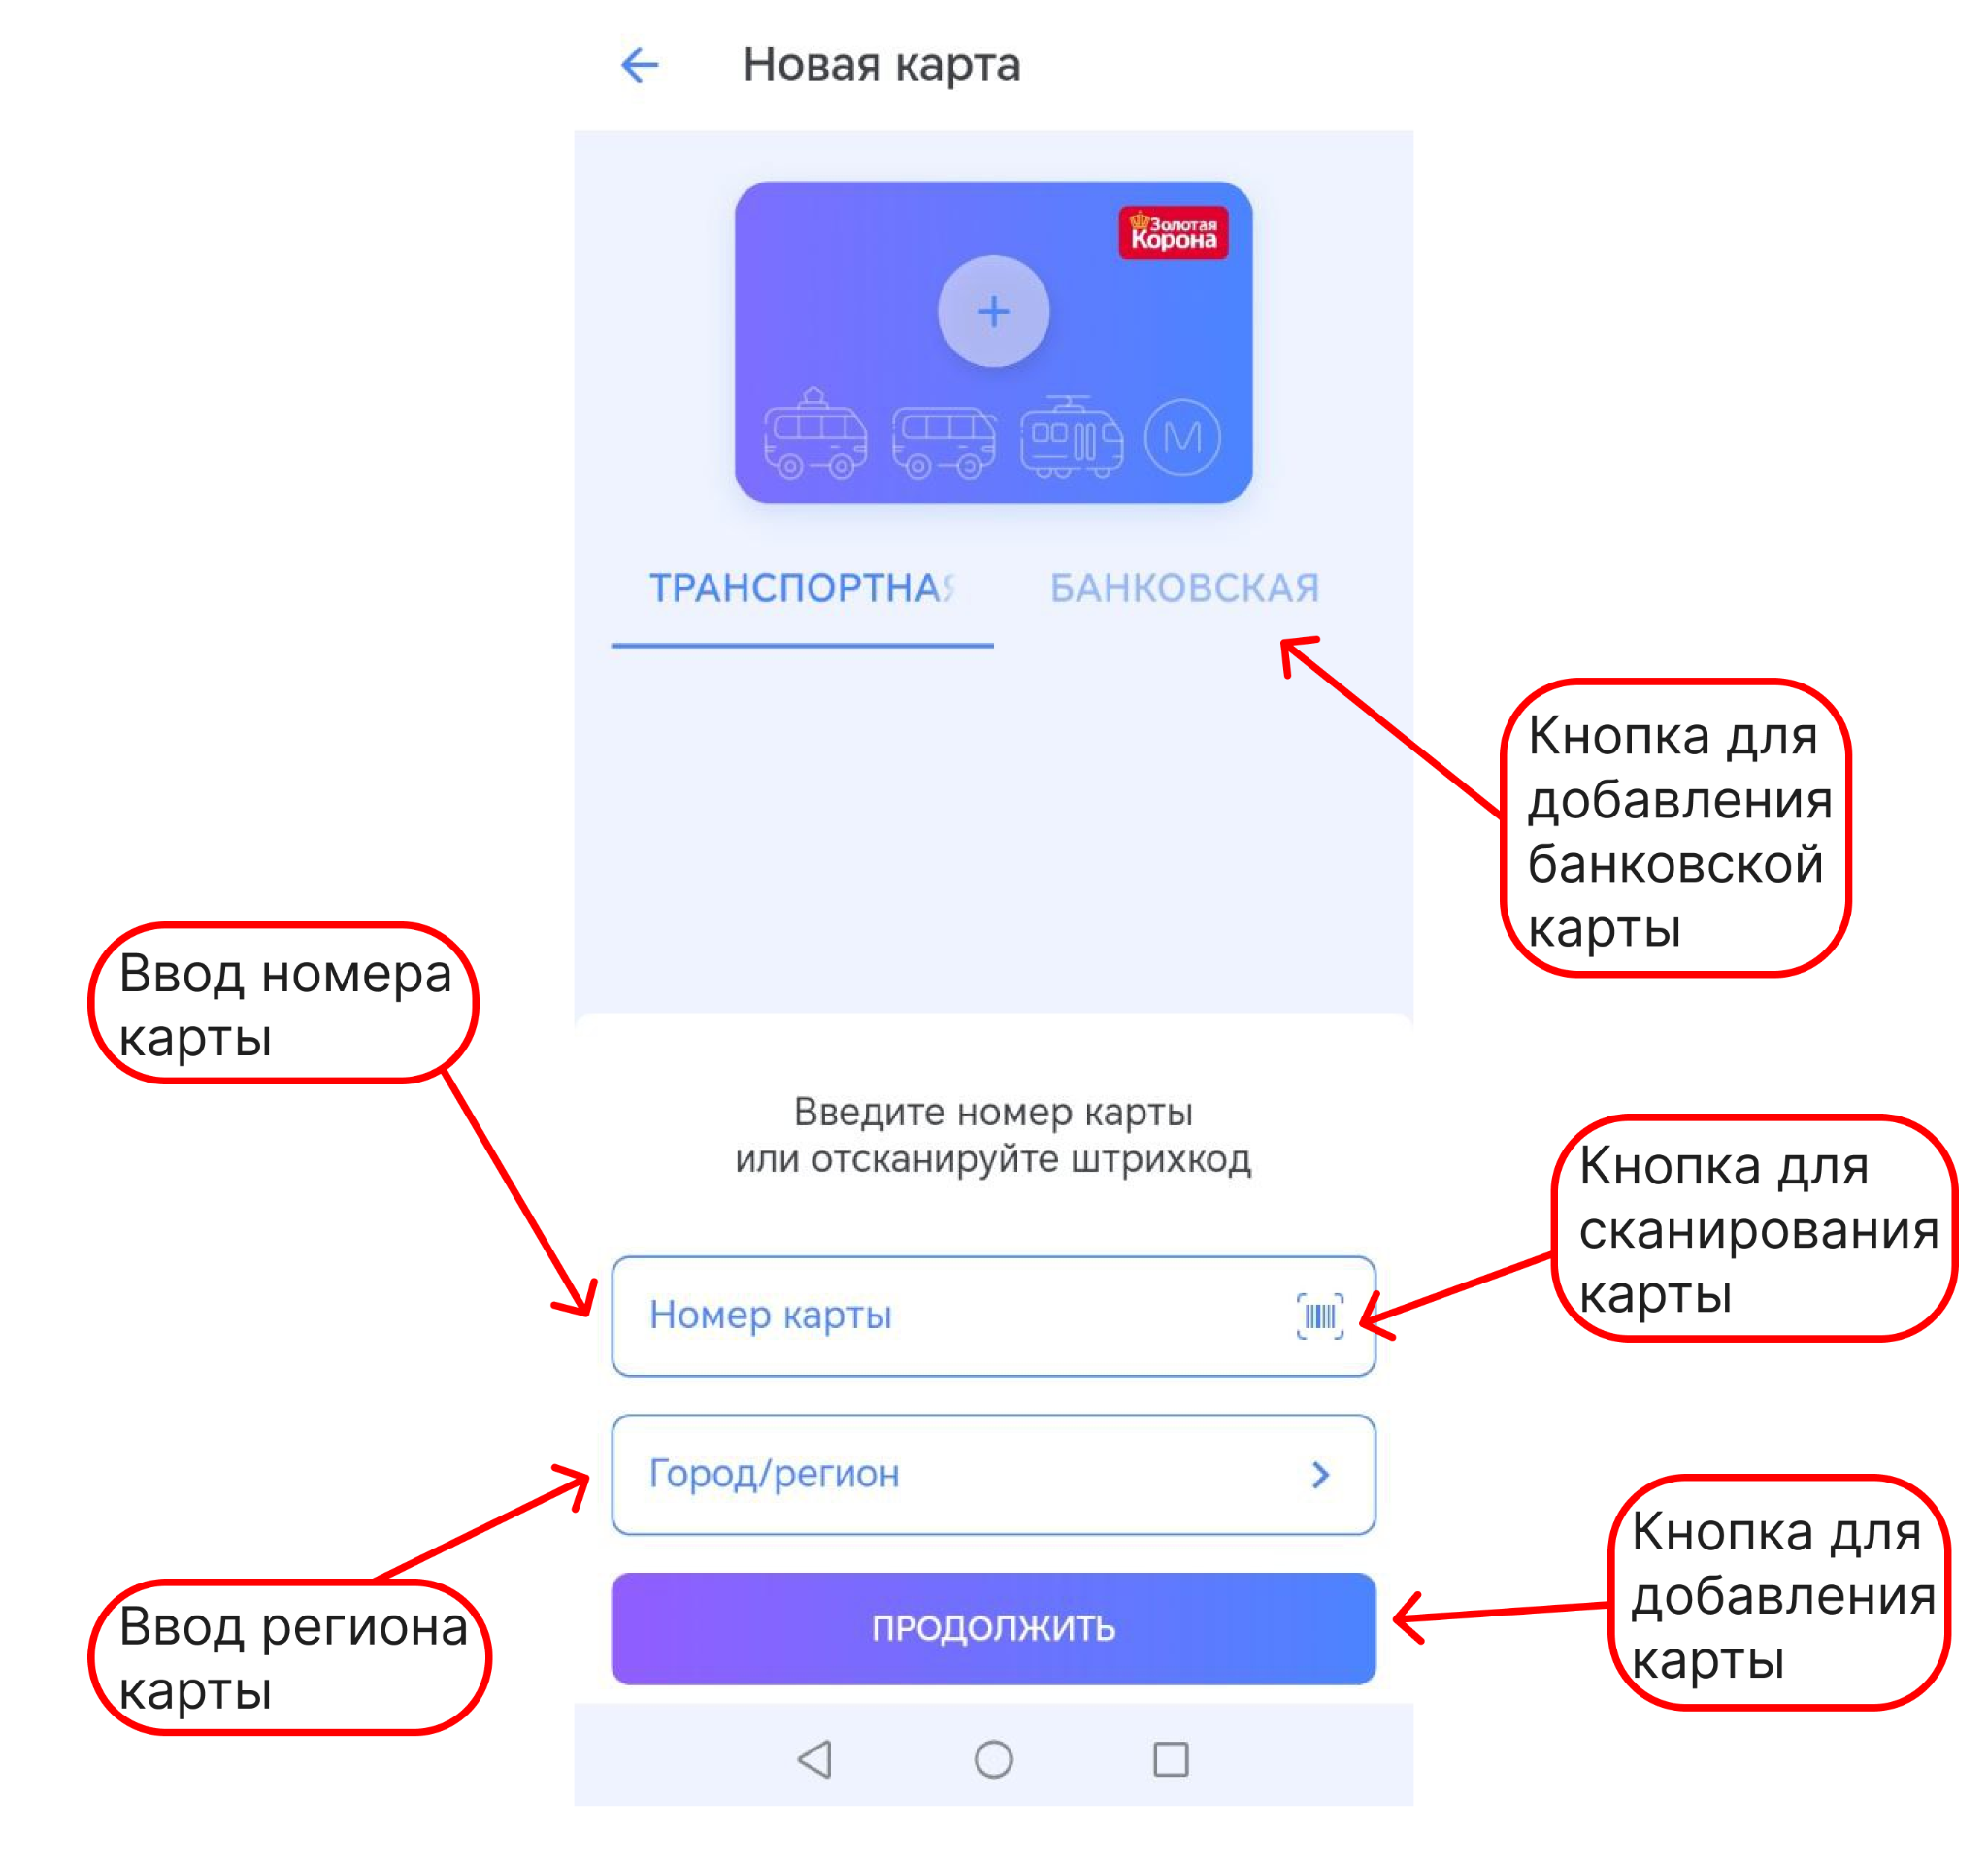 Новая карта
Золотая
Корона
М
ТРАНСПОРТНАЯ
БАНКОВСКАЯ
Кнопка для
добавления
банковской
карты
Ввод номера
карты
Введите номер карты
или отсканируйте штрихкод
Кнопка для
сканирования
карты
Номер карты
Город/регион
Ввод региона
карты
ПРОДОЛЖИТЬ
Кнопка для
добавления
карты